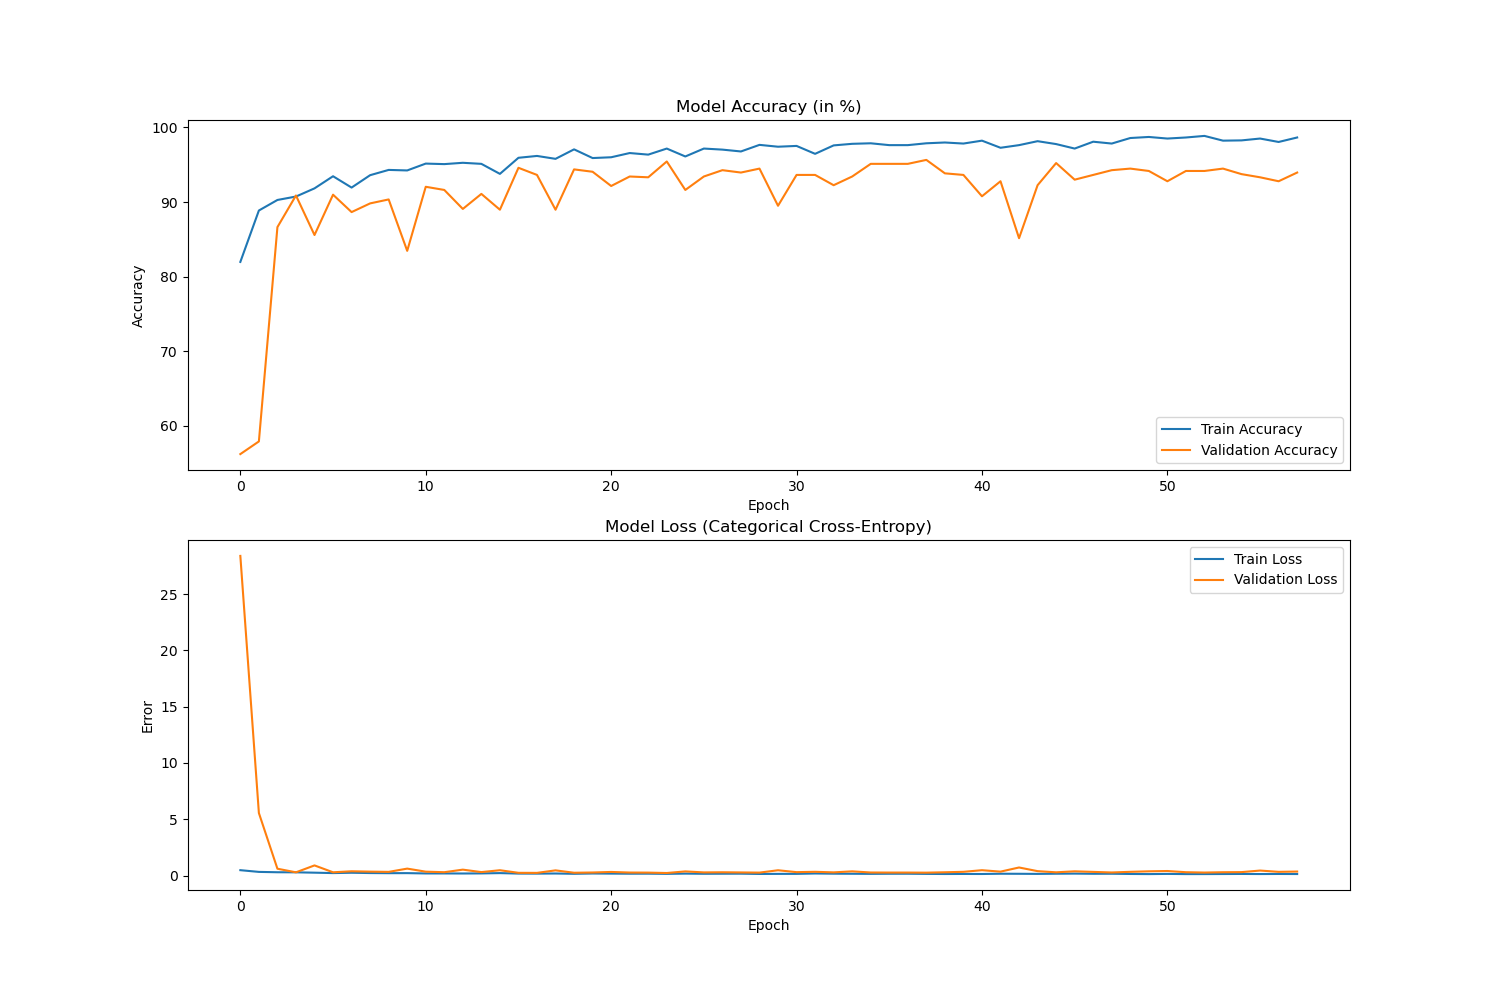 Model Accuracy (in %)
100
90
80
70
60
Accuracy
Train Accuracy
Validation Accuracy
0 10 20 30 40 50
Epoch
Model Loss (Categorical Cross-Entropy)
Train Loss
Validation Loss
25
20
15
10
5
0
Error
0 10 20 30 40 50
Epoch